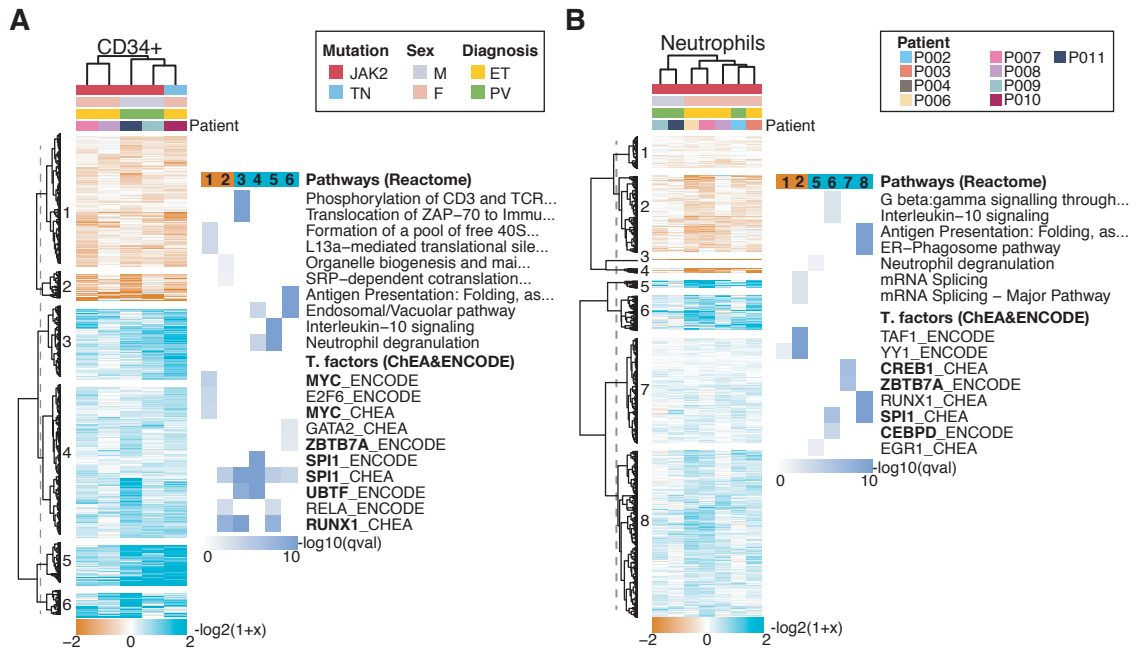 A
CD34+
Mutation
Sex
Diagnosis
JAK2
M
ET
TN
F
PV
Patient
1
2
3
4
5
6
1 2 3 4 5 6
Pathways (Reactome)
Phosphorylation of CD3 and TCR...
Translocation of ZAP-70 to Immu...
Formation of a pool of free 40S...
L13a-mediated translational sile...
Organelle biogenesis and mai...
SRP-dependent cotranslation...
Antigen Presentation: Folding, as...
Endosomal/Vacuolar pathway
Interleukin-10 signaling
Neutrophil degranulation
T. factors (ChEA&ENCODE)
MYC_ENCODE
E2F6_ENCODE
MYC_CHEA
GATA2_CHEA
ZBTB7A_ENCODE
SPI1_ENCODE
SPI1_CHEA
UBTF_ENCODE
RELA_ENCODE
RUNX1_CHEA
-log10(qval)
0 10
-log2(1+x)
-2 0 2
B
Neutrophils
Patient
P002
P003
P004
P006
P007
P008
P009
P010
P011
Patient
1
2
3
4
5
6
7
8
1 2 5 6 7 8
Pathways (Reactome)
G beta:gamma signalling through...
Interleukin-10 signaling
Antigen Presentation: Folding, as...
ER-Phagosome pathway
Neutrophil degranulation
mRNA Splicing
mRNA Splicing - Major Pathway
T. factors (ChEA&ENCODE)
TAF1_ENCODE
YY1_ENCODE
CREB1_CHEA
ZBTB7A_ENCODE
RUNX1_CHEA
SPI1_CHEA
CEBPD_ENCODE
EGR1_CHEA
-log10(qval)
0 10
-log2(1+x)
-2 0 2